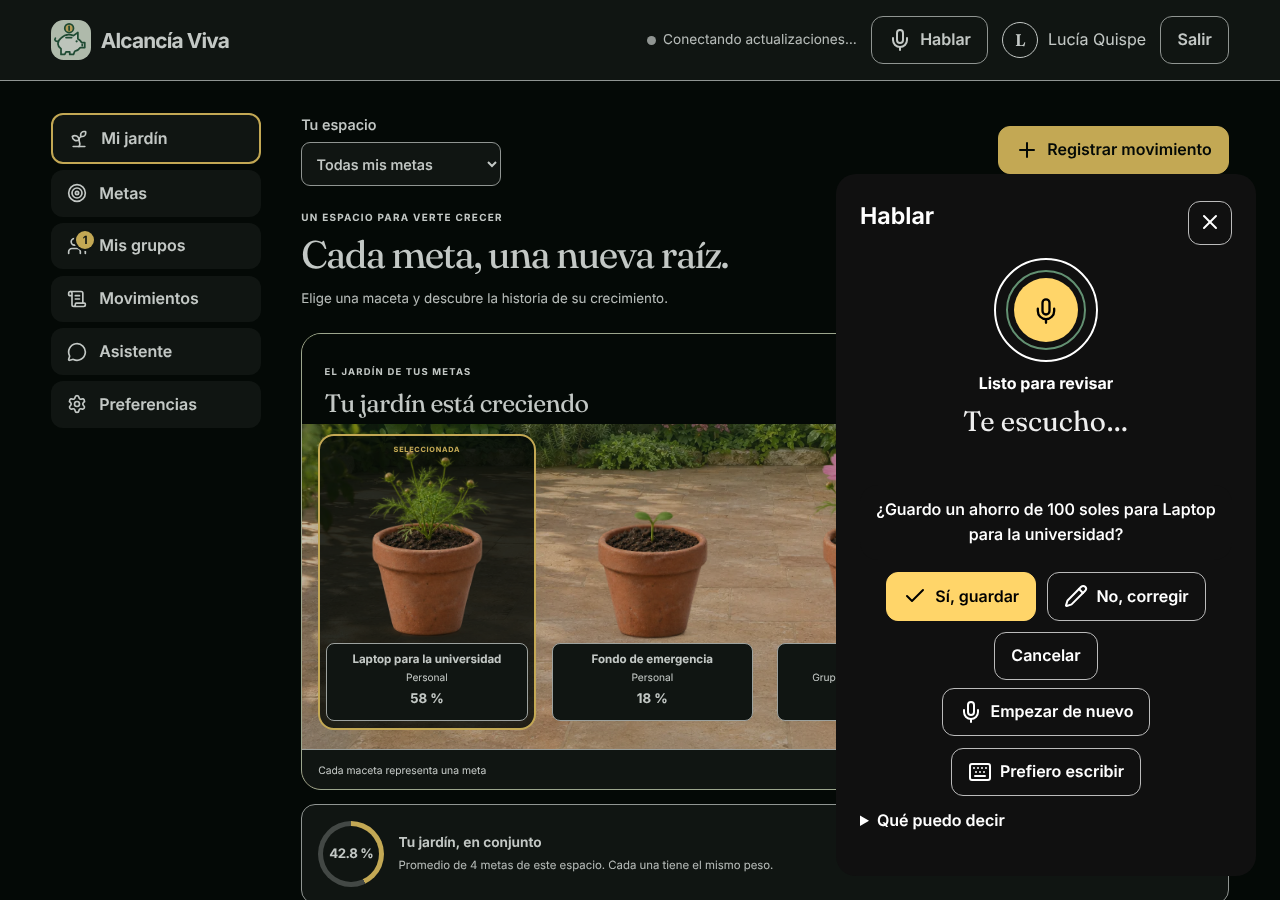 Alcancía Viva
Conectando actualizaciones...
Hablar
L
Lucía Quispe
Salir
Mi jardín
Metas
1
Mis grupos
Movimientos
Asistente
Preferencias
Tu espacio
Todas mis metas
Registrar movimiento
UN ESPACIO PARA VERTE CRECER
Cada meta, una nueva raíz.
Elige una maceta y descubre la historia de su crecimiento.
EL JARDÍN DE TUS METAS
Tu jardín está creciendo
SELECCIONADA
Laptop para la universidad
Personal
58 %
Fondo de emergencia
Personal
18 %
Grup
Cada maceta representa una meta
42.8 %
Tu jardín, en conjunto
Promedio de 4 metas de este espacio. Cada una tiene el mismo peso.
Hablar
Listo para revisar
Te escucho...
¿Guardo un ahorro de 100 soles para Laptop
para la universidad?
Sí, guardar
No, corregir
Cancelar
Empezar de nuevo
Prefiero escribir
Qué puedo decir